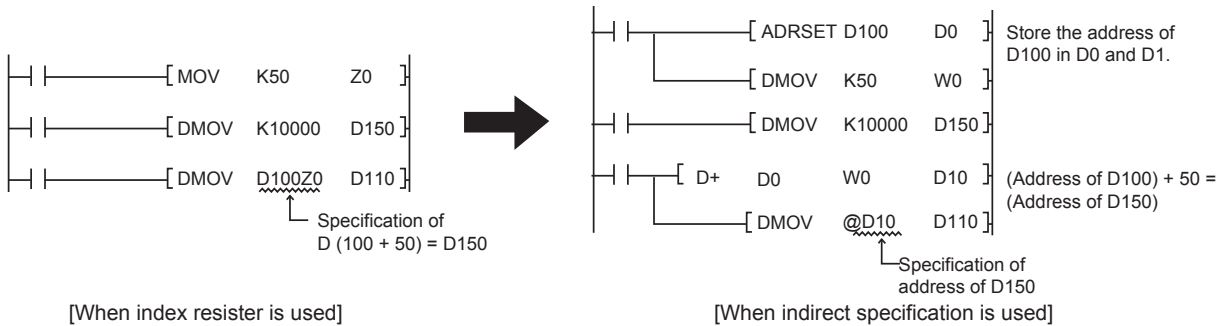 [ MOV K50 Z0 ]
[ DMOV K10000 D150 ]
[ DMOV D100Z0 D110 ]
Specification of
D (100 + 50) = D150
[When index resister is used]
[ ADRSET D100 D0 ]
Store the address of
D100 in D0 and D1.
[ DMOV K50 W0 ]
[ DMOV K10000 D150 ]
[ D+ D0 W0 D10 ]
(Address of D100) + 50 =
(Address of D150)
[ DMOV @D10 D110 ]
Specification of
address of D150
[When indirect specification is used]